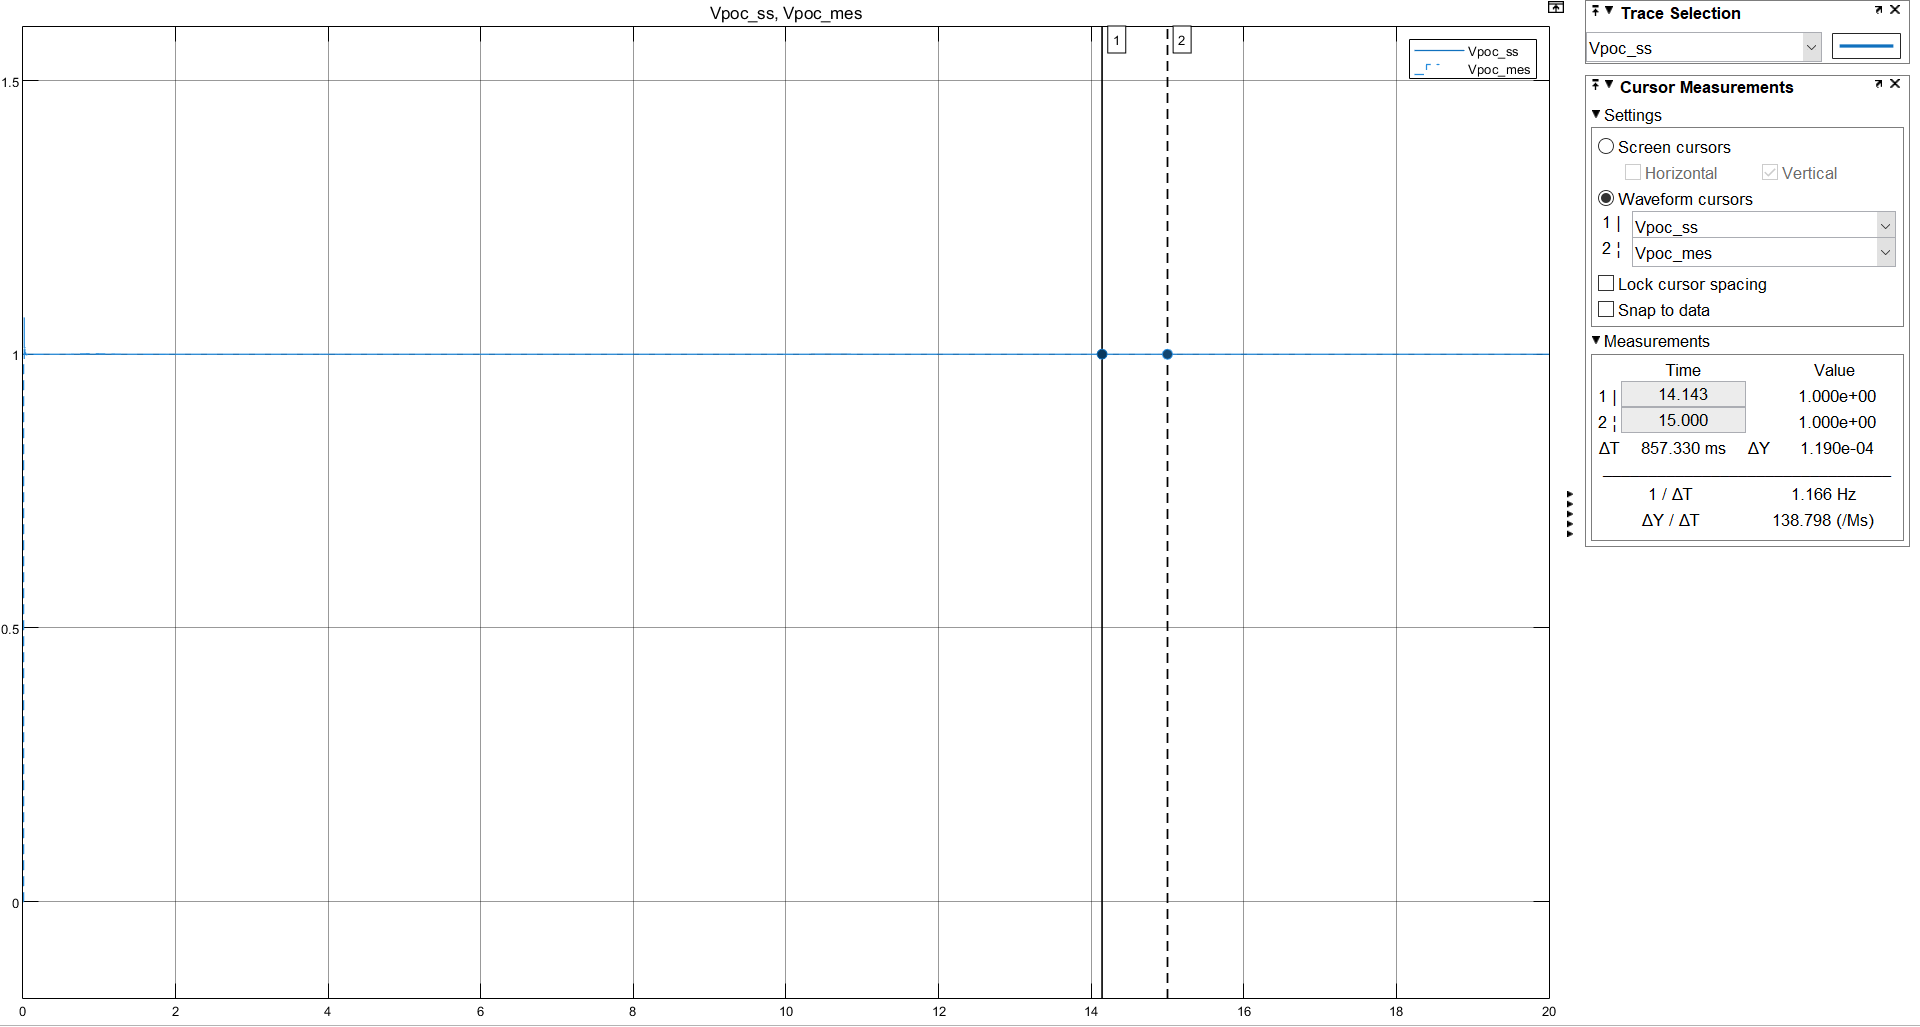 Vpoc_ss, Vpoc_mes
1
2
Vpoc_ss
Vpoc_mes
1.5
1
0.5
0
0 2 4 6 8 10 12 14 16 18 20
Trace Selection
Vpoc_ss
Cursor Measurements
Settings
Screen cursors
Horizontal Vertical
Waveform cursors
1 | Vpoc_ss
2 ¦ Vpoc_mes
Lock cursor spacing
Snap to data
Measurements
Time Value
1 | 14.143 1.000e+00
2 ¦ 15.000 1.000e+00
ΔT 857.330 ms ΔY 1.190e-04
1 / ΔT 1.166 Hz
ΔY / ΔT 138.798 (/Ms)